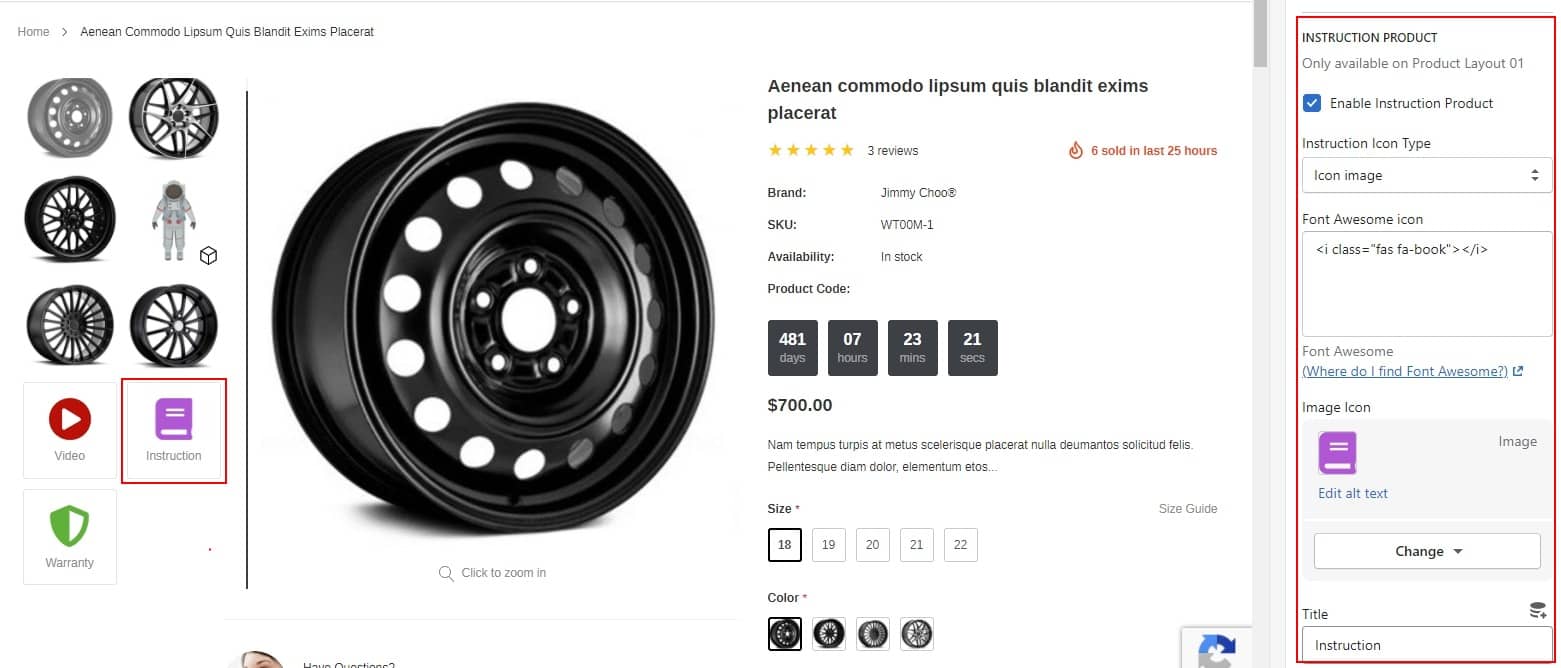 Home > Aenean Commodo Lipsum Quis Blandit Exims Placerat
Video
Instruction
Warranty
Click to zoom in
Have Questions?
Aenean commodo lipsum quis blandit exims
placerat
3 reviews
6 sold in last 25 hours
Brand: Jimmy Choo®
SKU: WT00M-1
Availability: In stock
Product Code:
481 07 23 21
days hours mins secs
$700.00
Nam tempus turpis at metus scelerisque placerat nulla deumantos solicitud felis.
Pellentesque diam dolor, elementum etos...
Size * Size Guide
18 19 20 21 22
Color *
INSTRUCTION PRODUCT
Only available on Product Layout 01
Enable Instruction Product
Instruction Icon Type
Icon image
Font Awesome icon
<i class="fas fa-book"></i>
Font Awesome
(Where do I find Font Awesome?)
Image Icon
Image
Edit alt text
Change
Title
Instruction